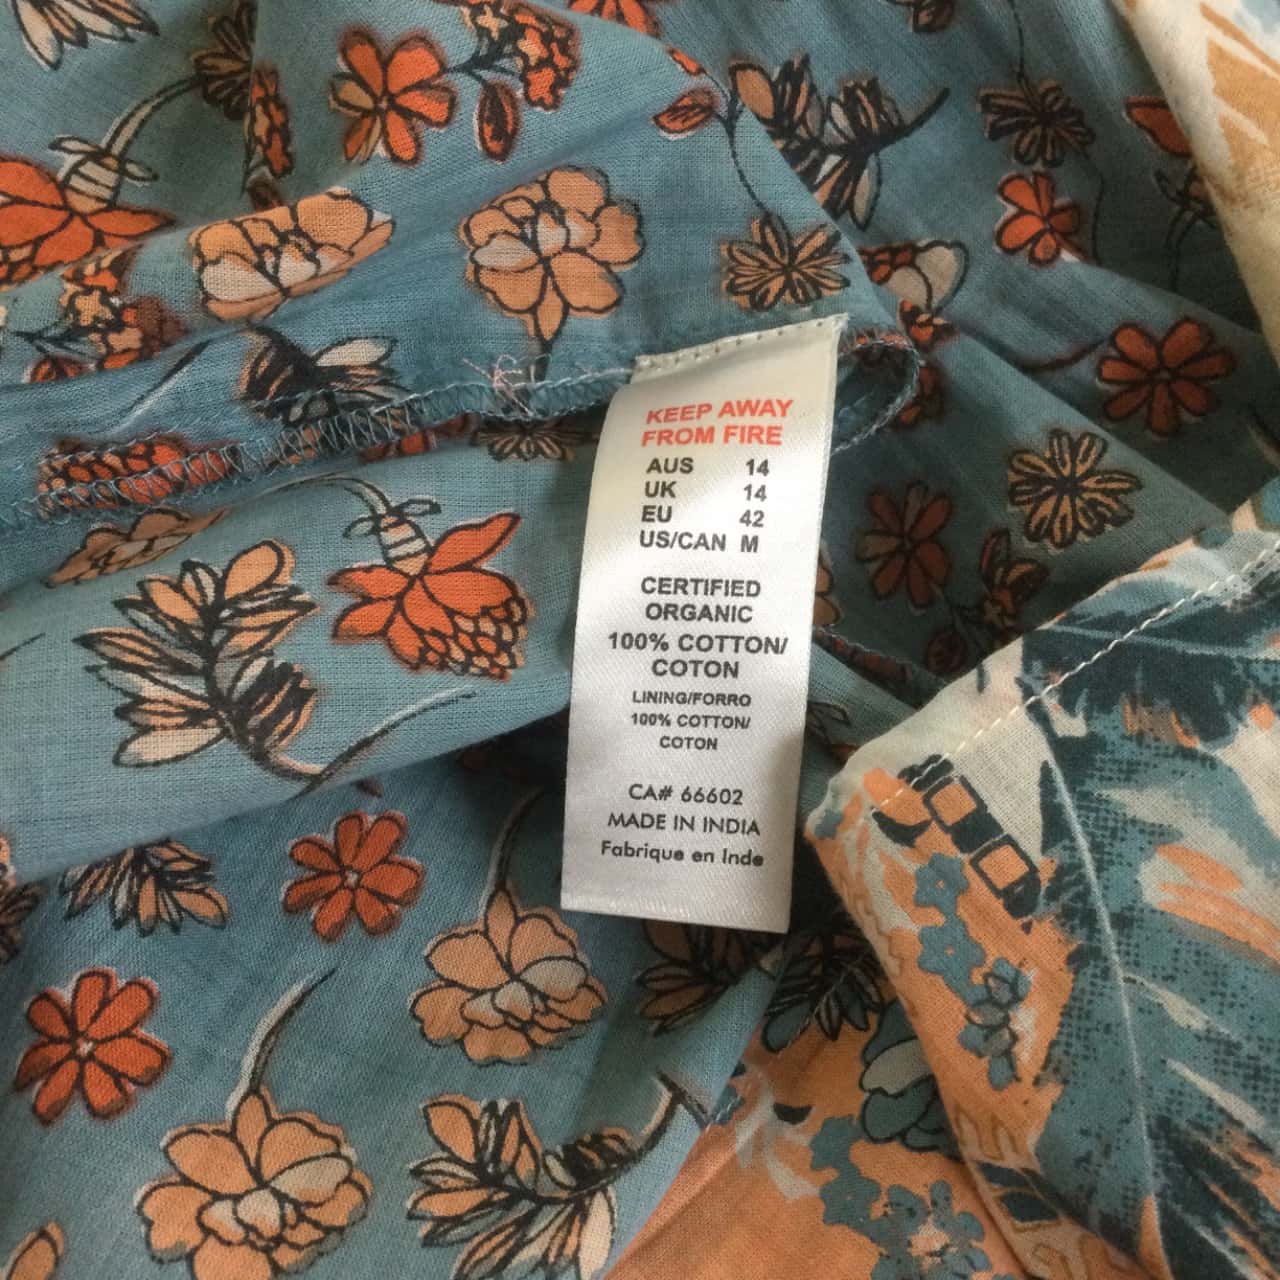 KEEP AWAY
FROM FIRE
AUS 14
UK 14
EU 42
US/CAN M
CERTIFIED
ORGANIC
100% COTTON/
COTON
LINING/FORRO
100% COTTON/
COTON
CA# 66602
MADE IN INDIA
Fabrique en Inde